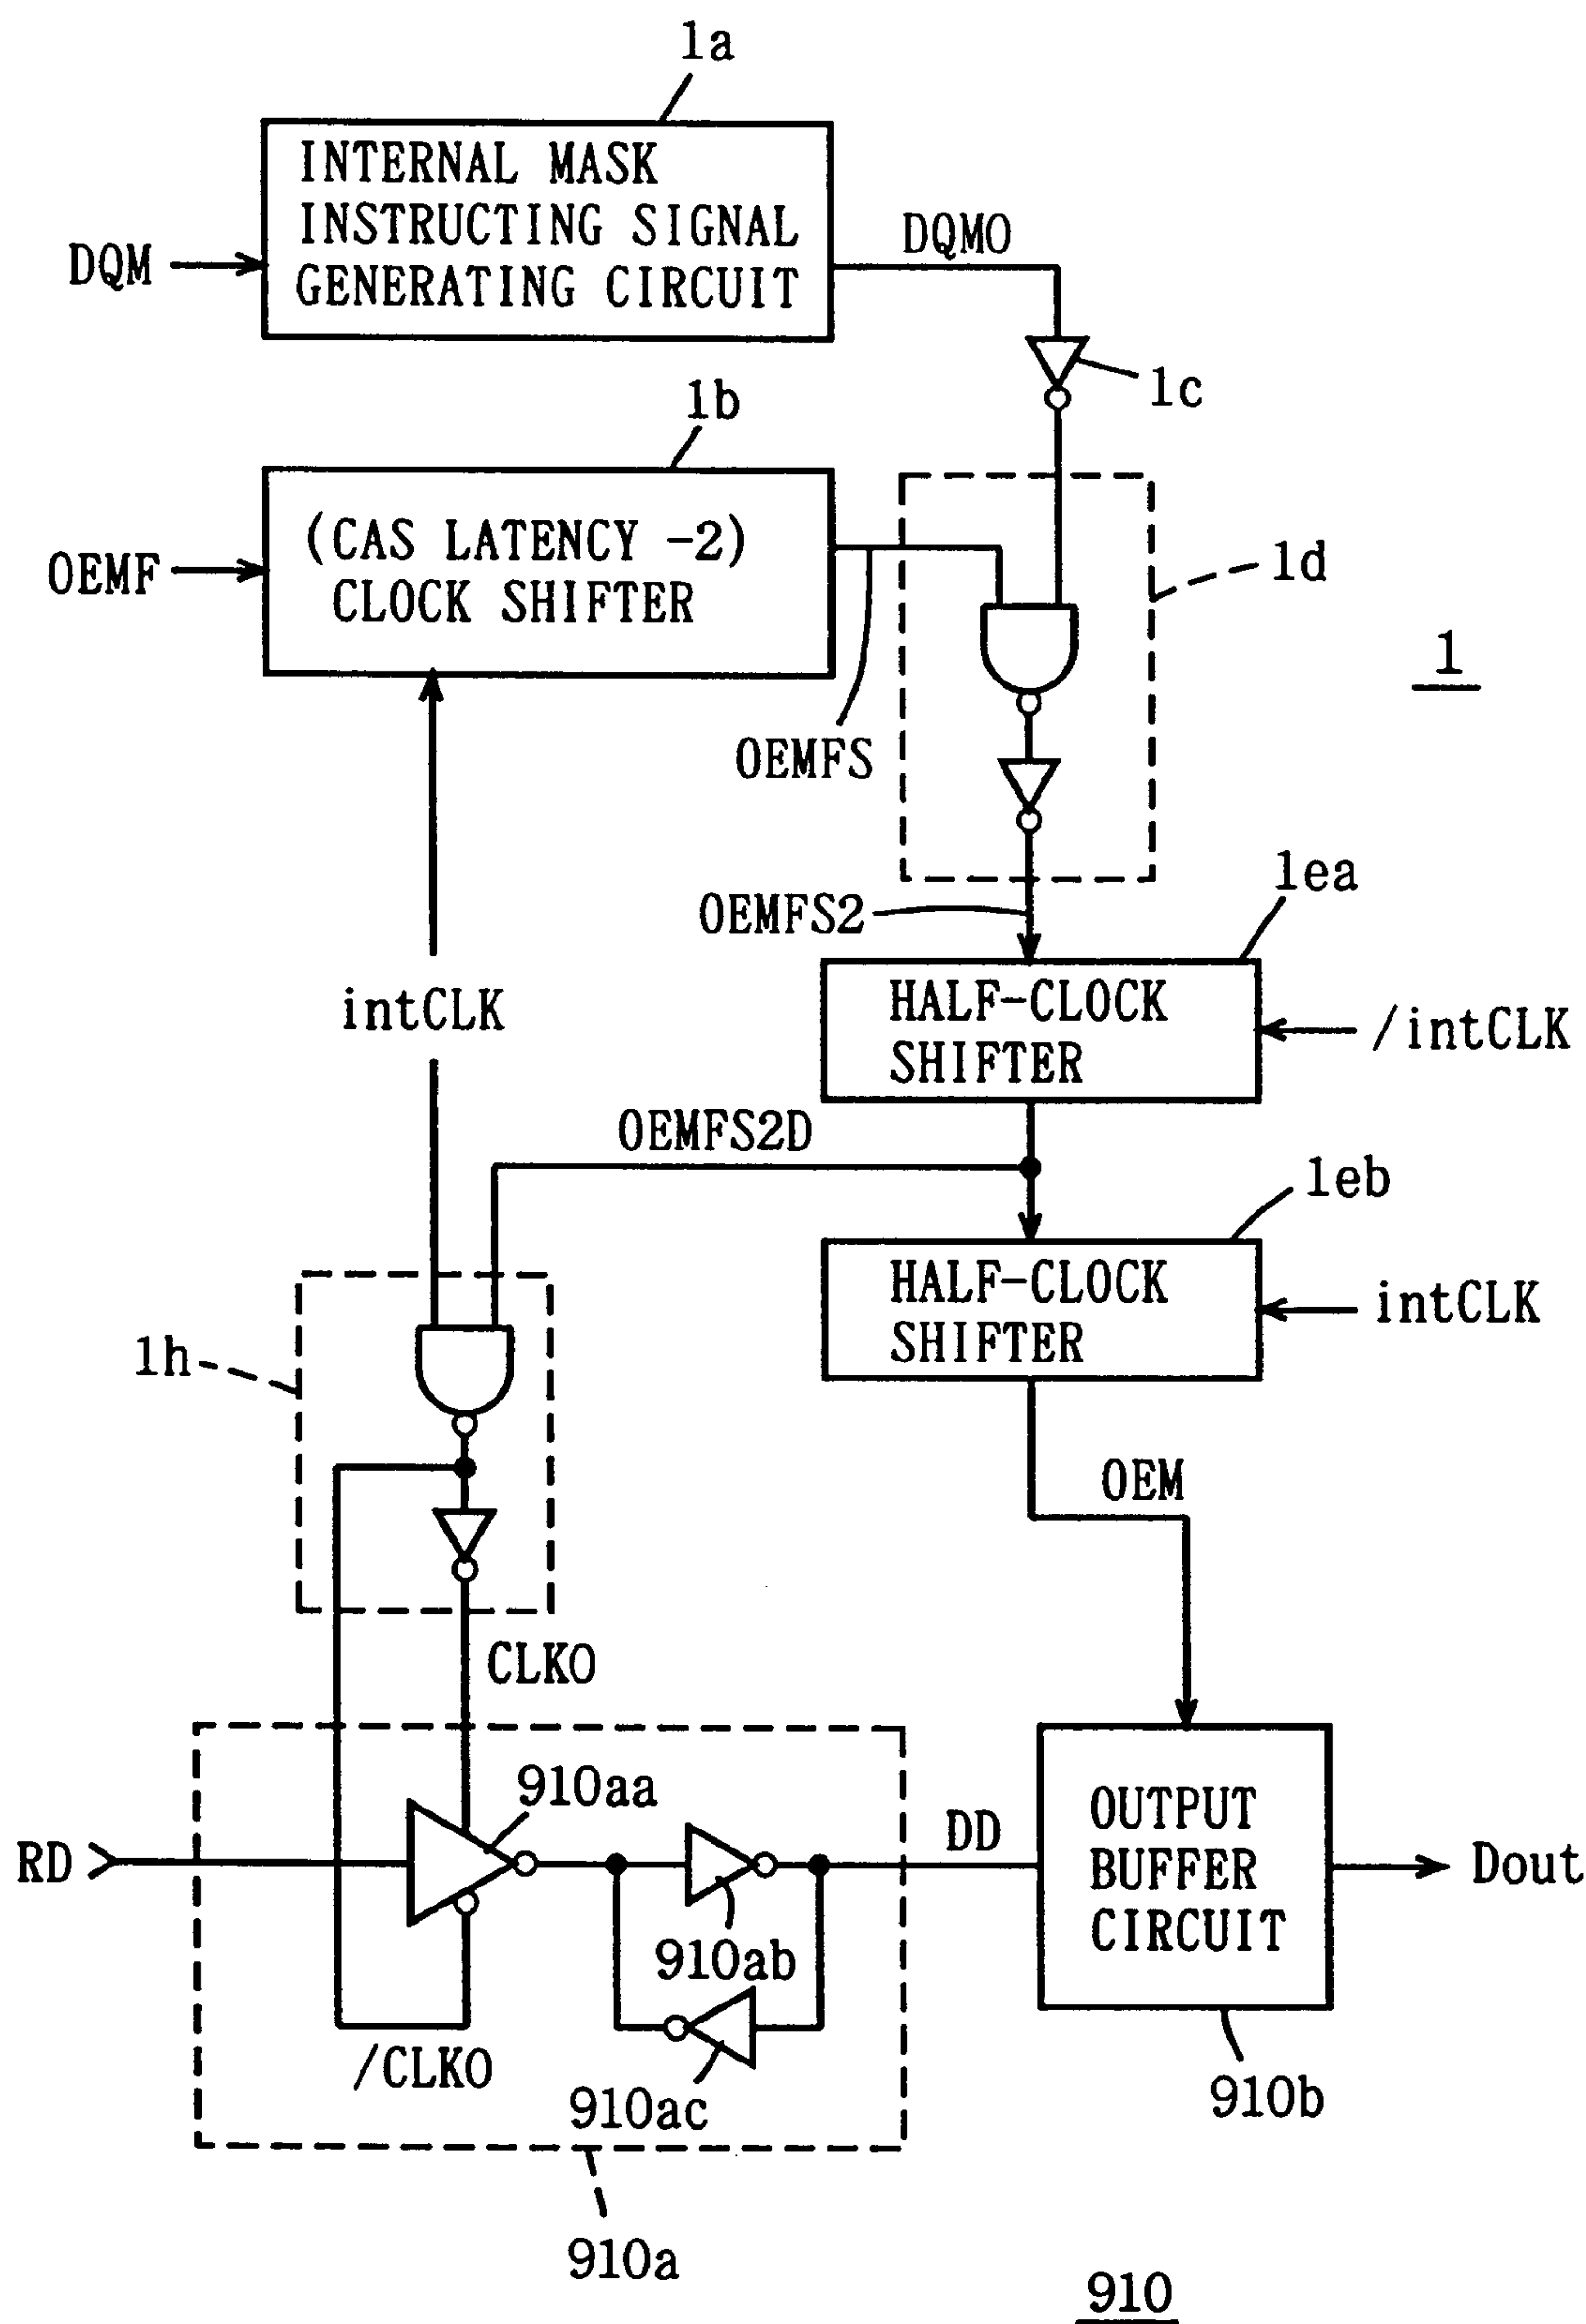 1a
INTERNAL MASK
INSTRUCTING SIGNAL
GENERATING CIRCUIT
DQM
DQMO
1c
1b
(CAS LATENCY -2)
CLOCK SHIFTER
OEMF
1d
1
OEMFS
OEMFS2
1ea
intCLK
HALF-CLOCK
SHIFTER
/intCLK
OEMFS2D
1eb
HALF-CLOCK
SHIFTER
intCLK
1h
OEM
CLKO
910aa
RD
DD
OUTPUT
BUFFER
CIRCUIT
Dout
910ab
/CLKO
910ac
910b
910a
910